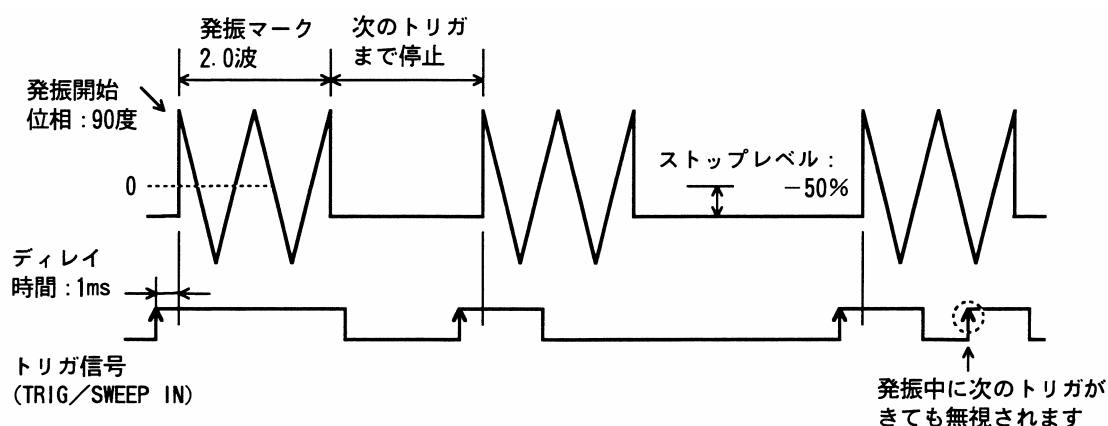 発振マーク
2.0波
次のトリガ
まで停止
発振開始
位相:90度
ストップレベル:
-50%
0
ディレイ
時間:1ms
トリガ信号
(TRIG/SWEEP IN)
発振中に次のトリガが
きても無視されます